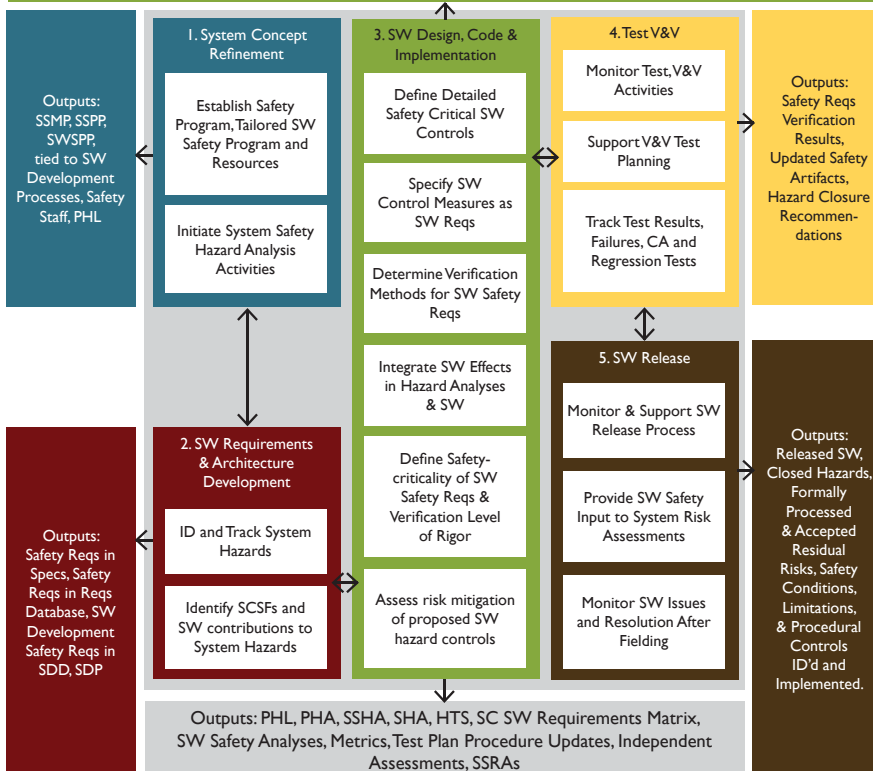 1. System Concept
Refinement
Establish Safety
Program, Tailored SW
Safety Program and
Resources
Initiate System Safety
Hazard Analysis
Activities
Outputs:
SSMP, SSPP,
SWSPP,
tied to SW
Development
Processes, Safety
Staff, PHL
2. SW Requirements
& Architecture
Development
ID and Track System
Hazards
Identify SCSFs and
SW contributions to
System Hazards
Outputs:
Safety Reqs in
Specs, Safety
Reqs in Reqs
Database, SW
Development
Safety Reqs in
SDD, SDP
3. SW Design, Code &
Implementation
Define Detailed
Safety Critical SW
Controls
Specify SW
Control Measures as
SW Reqs
Determine Verification
Methods for SW Safety
Reqs
Integrate SW Effects
in Hazard Analyses
& SW
Define Safety-
criticality of SW
Safety Reqs &
Verification Level
of Rigor
Assess risk mitigation
of proposed SW
hazard controls
4. Test V&V
Monitor Test, V&V
Activities
Support V&V Test
Planning
Track Test Results,
Failures, CA and
Regression Tests
Outputs:
Safety Reqs
Verification
Results,
Updated Safety
Artifacts,
Hazard Closure
Recommen-
dations
5. SW Release
Monitor & Support SW
Release Process
Provide SW Safety
Input to System Risk
Assessments
Monitor SW Issues
and Resolution After
Fielding
Outputs:
Released SW,
Closed Hazards,
Formally
Processed
& Accepted
Residual
Risks, Safety
Conditions,
Limitations,
& Procedural
Controls
ID'd and
Implemented.
Outputs: PHL, PHA, SSHA, SHA, HTS, SC SW Requirements Matrix,
SW Safety Analyses, Metrics, Test Plan Procedure Updates, Independent
Assessments, SSRAs